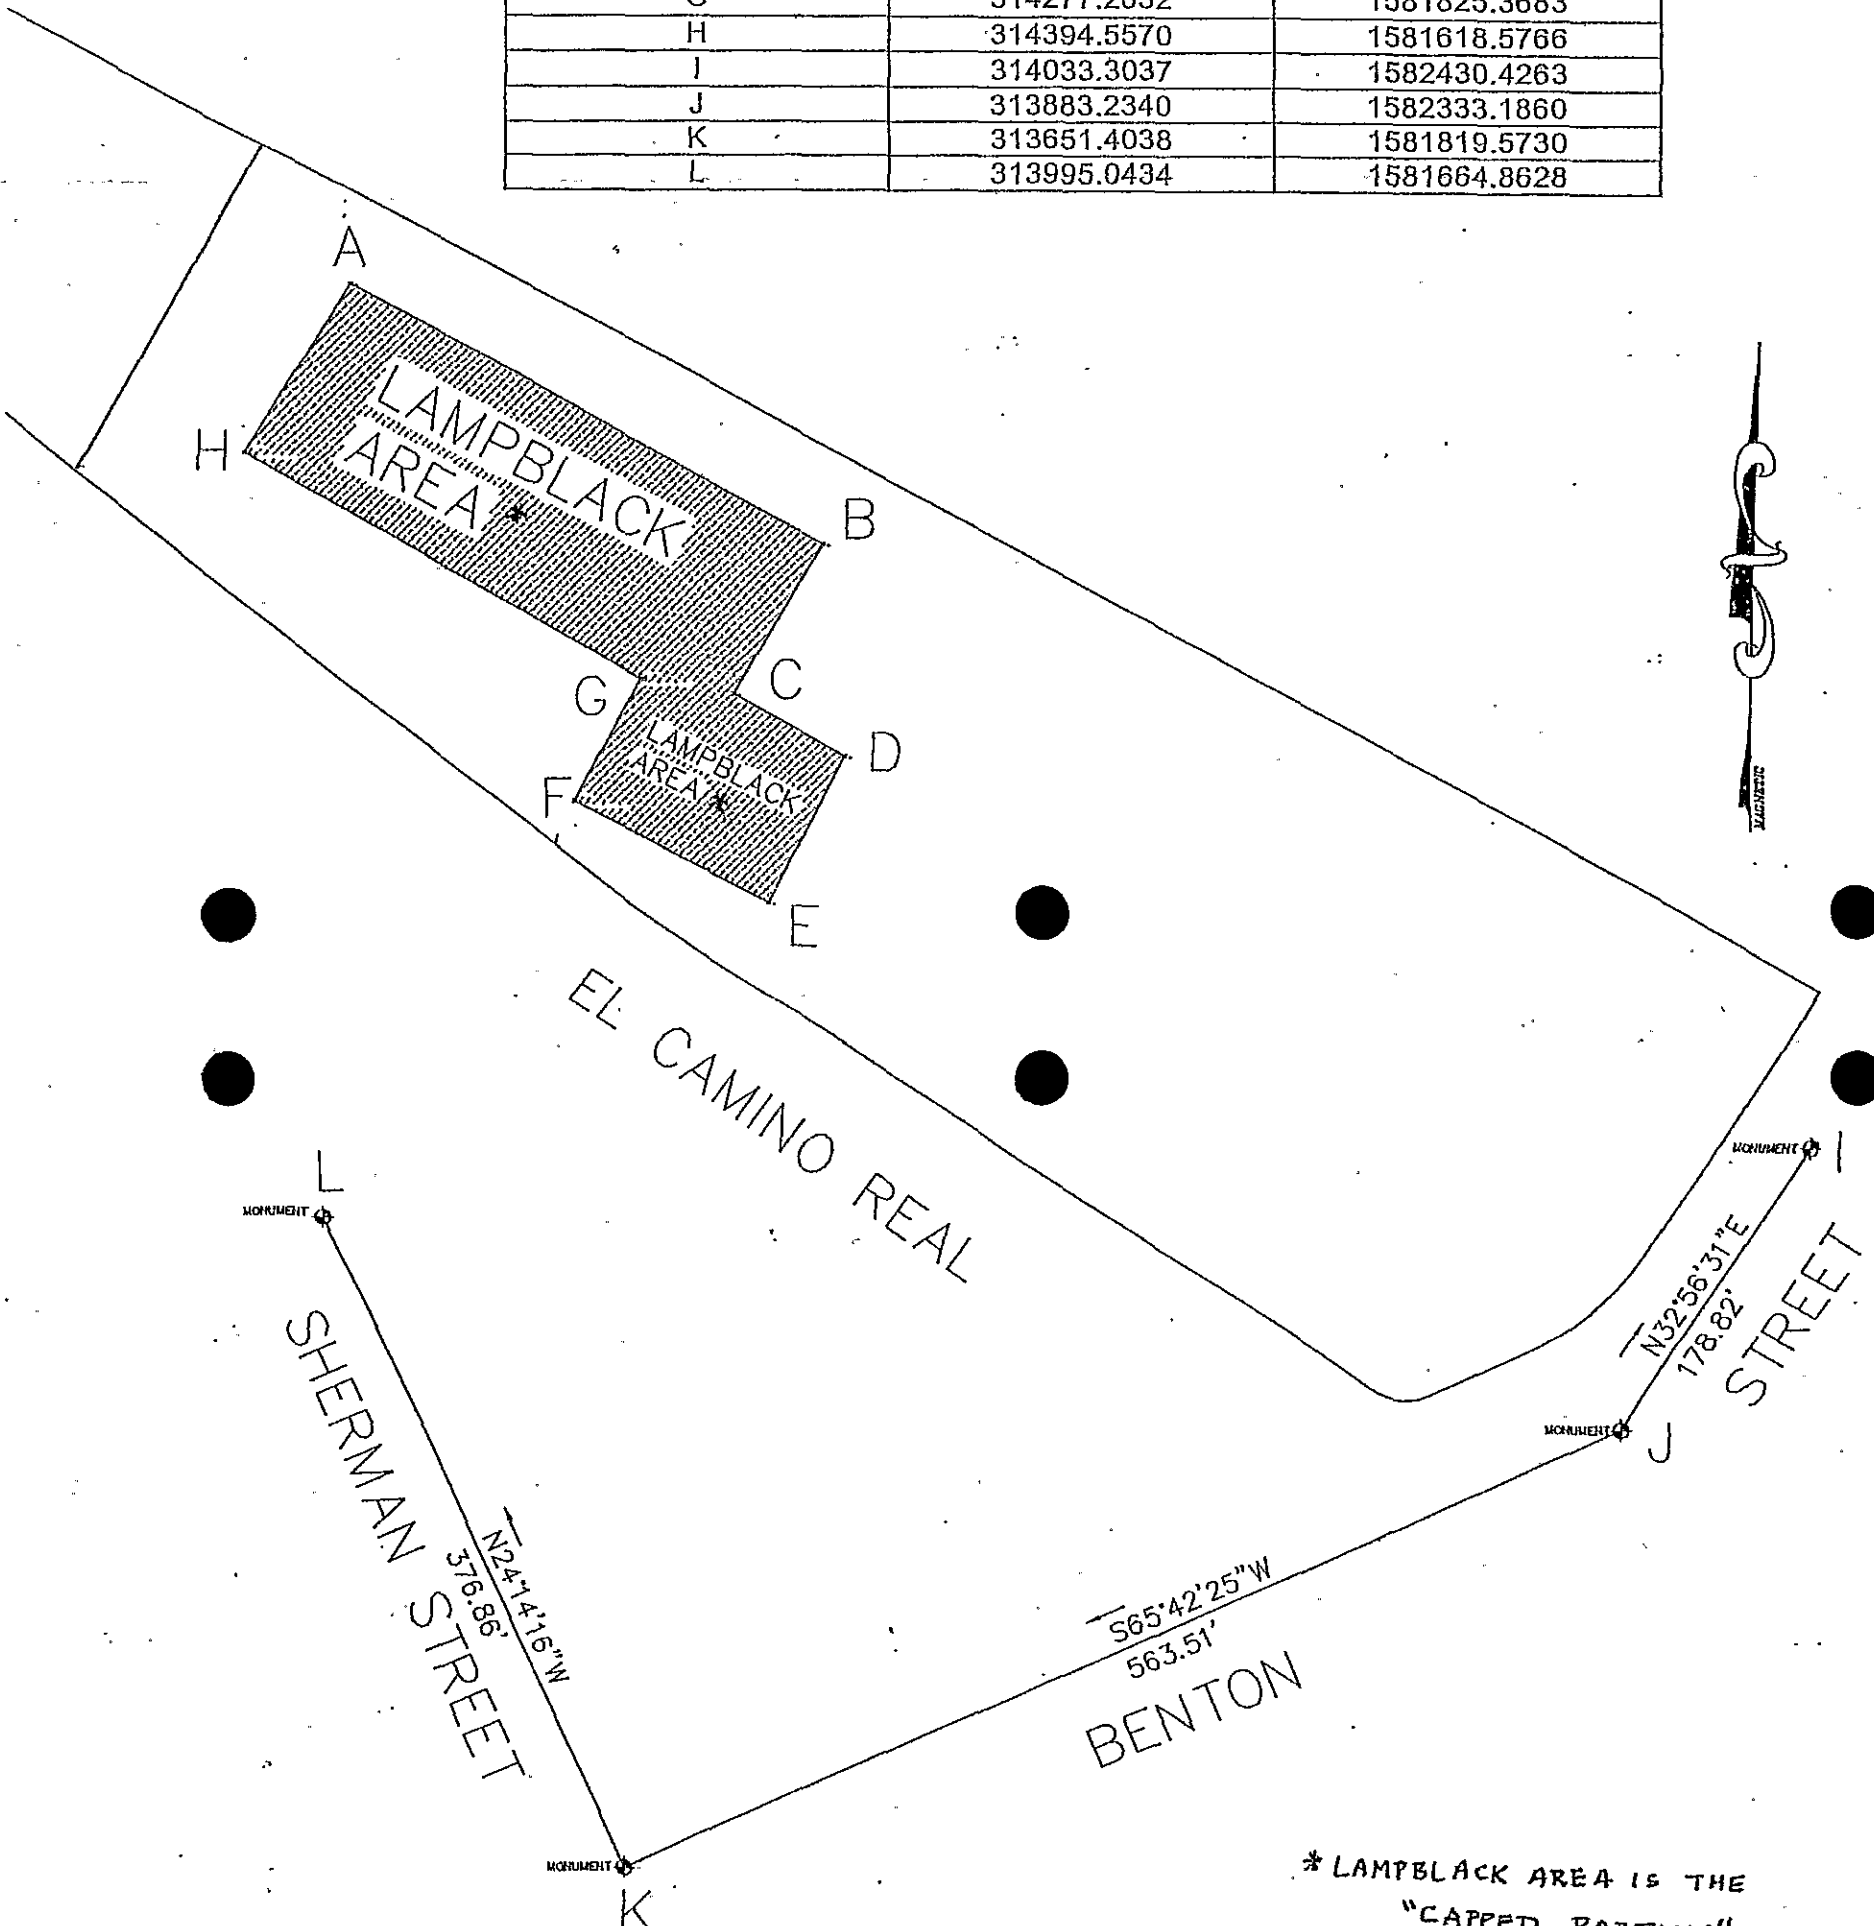 H 314394.5570 1581618.5766
I 314033.3037 1582430.4263
J 313883.2340 1582333.1860
K 313651.4038 1581819.5730
L 313995.0434 1581664.8628
A
LAMPBLACK
AREA *
H
B
G
C
LAMPBLACK
AREA *
D
F
E
MAGNETIC
EL CAMINO REAL
L
MONUMENT
MONUMENT
I
SHERMAN STREET
N24°14'16"W
376.86'
N32°56'31"E
178.82'
STREET
MONUMENT
J
S65°42'25"W
563.51'
BENTON
MONUMENT
K
* LAMPBLACK AREA IS THE